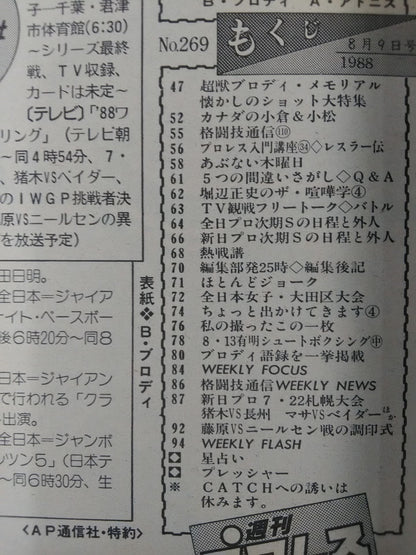 B・ブロディ A・アドニス
No.269
もくじ
8月9日号
1988
47 超獣ブロディ・メモリアル
懐かしのショット大特集
52 カナダの小倉&小松
55 格闘技通信⑩
56 プロレス入門講座㉞◇レスラー伝
58 あぶない木曜日
61 5つの間違いさがし◇Q&A
62 堀辺正史のザ・喧嘩学④
63 TV観戦フリートーク◇バトル
64 全日プロ次期Sの日程と外人
66 新日プロ次期Sの日程と外人
68 熱戦譜
70 編集部発25時◇編集後記
71 ほとんどジョーク
72 全日本女子・大田区大会
74 ちょっと出かけてきます④
76 私の撮ったこの一枚
78 8・13有明シュートボクシング㊥
80 ブロディ語録を一挙掲載
84 WEEKLY FOCUS
86 格闘技通信WEEKLY NEWS
87 新日プロ7・22札幌大会
猪木VS長州 マサVSベイダーほか
92 藤原VSニールセン戦の調印式
94 WEEKLY FLASH
星占い
プレッシャー
※ CATCHへの誘いは
休みます。
週刊
プロレス
表紙❖B・ブロディ
子―千葉・君津
市体育館(6:30)
〜シリーズ最終
戦、TV収録、
カードは未定〜
〔テレビ〕「'88ワ
リング」(テレビ朝
〜同4時54分、7・
猪木VSベイダー、
のIWGP挑戦者決
原VSニールセンの異
を放送予定)
田日明。
全日本=ジャイア
ナイト・ベースボー
後6時20分〜同8
日本=ジャイアン
で行われる「クラ
出演。
全日本=ジャンボ
ルソン5」(日本テ
〜同6時30分、生
<AP通信社・特約>